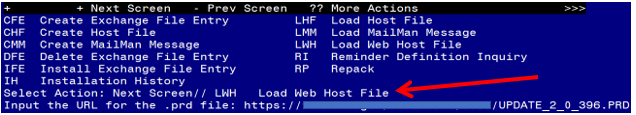 + + Next Screen - Prev Screen ?? More Actions >>>
CFE Create Exchange File Entry LHF Load Host File
CHF Create Host File LMM Load MailMan Message
CMM Create MailMan Message LWH Load Web Host File
DFE Delete Exchange File Entry RI Reminder Definition Inquiry
IFE Install Exchange File Entry RP Repack
IH Installation History
Select Action: Next Screen// LWH Load Web Host File
Input the URL for the .prd file: https:// /UPDATE_2_0_396.PRD